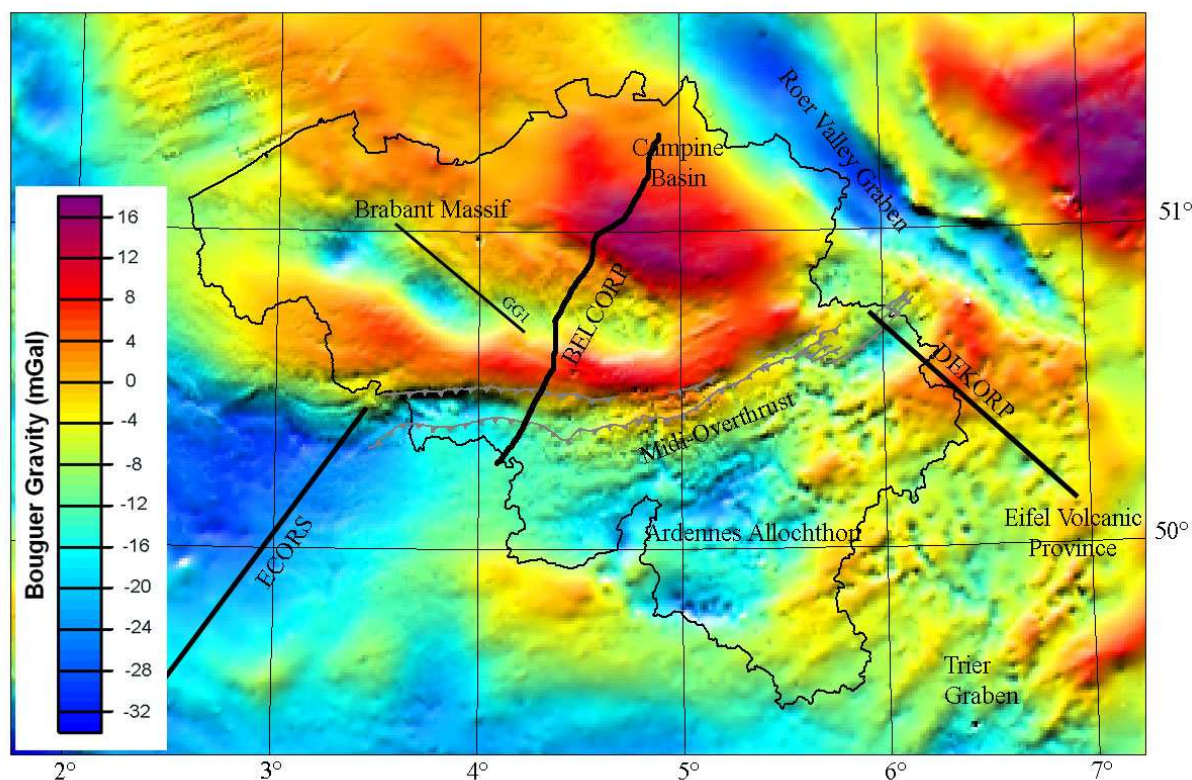 Bouguer Gravity (mGal)
16
12
8
4
0
-4
-8
-12
-16
-20
-24
-28
-32
Roer Valley Graben
Campine
Basin
Brabant Massif
GGI
BELCORP
DEKORP
Midi-Overthrust
ECORS
Ardennes Allochthon
Eifel Volcanic
Province
Trier
Graben
51°
50°
2°
3°
4°
5°
6°
7°